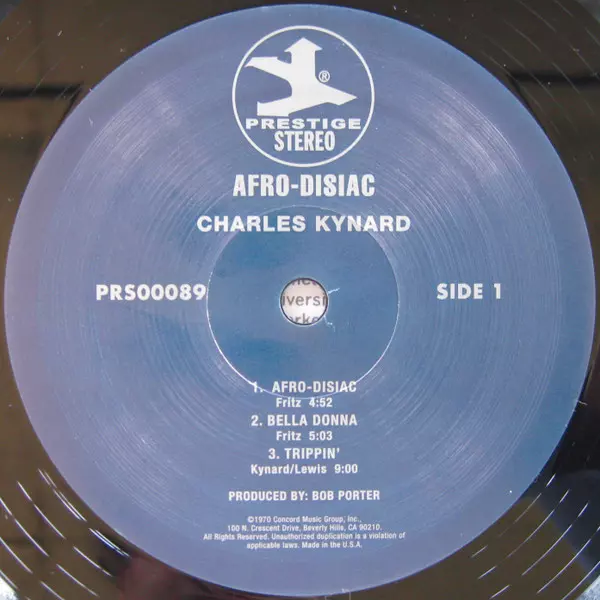 ®
PRESTIGE
STEREO
AFRO-DISIAC
CHARLES KYNARD
PRS00089
SIDE 1
iversi
1. AFRO-DISIAC
Fritz 4:52
2. BELLA DONNA
Fritz 5:03
3. TRIPPIN'
Kynard/Lewis 9:00
PRODUCED BY: BOB PORTER
©1970 Concord Music Group, Inc.,
100 N. Crescent Drive, Beverly Hills, CA 90210.
All Rights Reserved. Unauthorized duplication is a violation of
applicable laws. Made in the U.S.A.